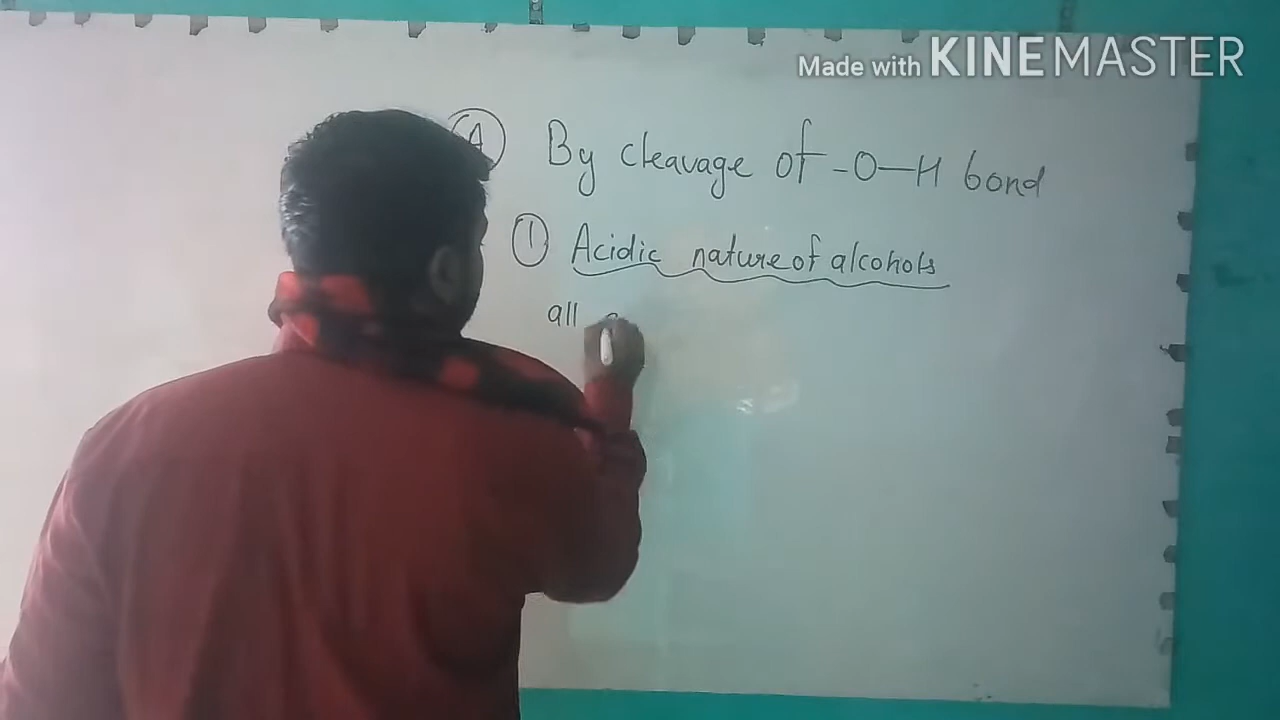 Made with KINEMASTER
A By cleavage of -O-H bond
1 Acidic nature of alcohols
all